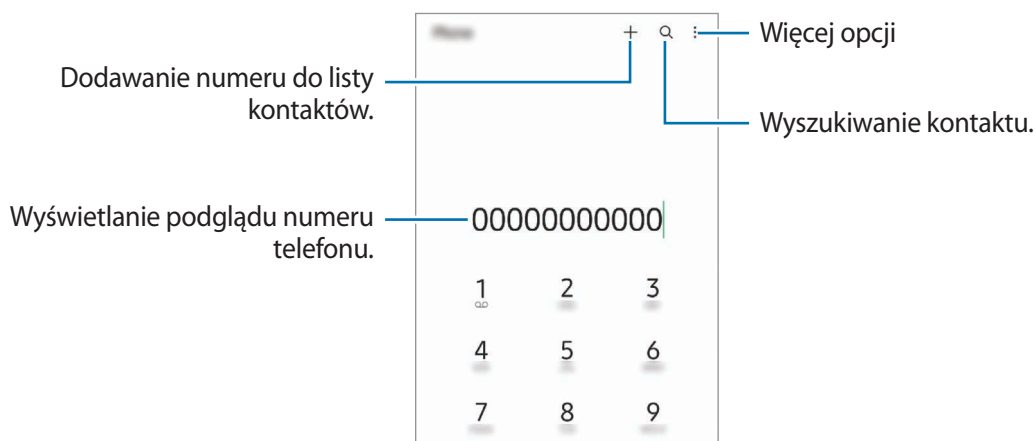 Więcej opcji
Dodawanie numeru do listy
kontaktów.
Wyszukiwanie kontaktu.
Wyświetlanie podglądu numeru
telefonu.
00000000000
1 2 3
4 5 6
7 8 9